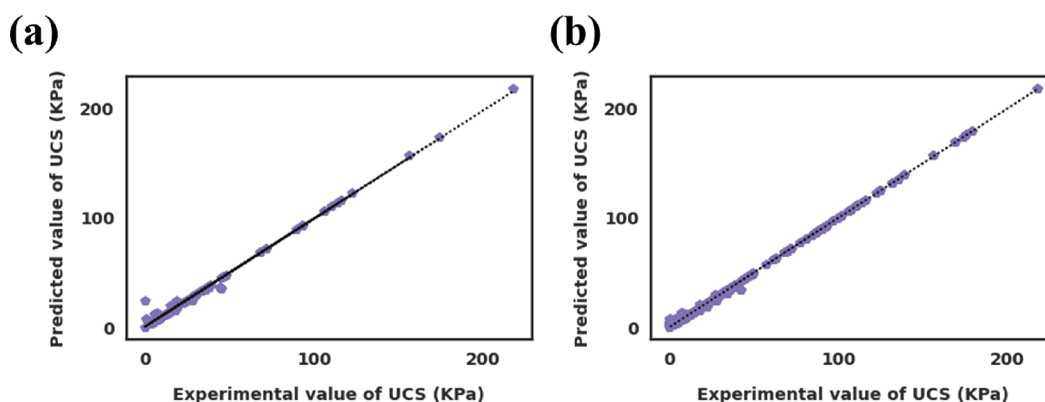 (a)
(b)
Predicted value of UCS (KPa)
200
100
0
0 100 200
Experimental value of UCS (KPa)
Predicted value of UCS (KPa)
200
100
0
0 100 200
Experimental value of UCS (KPa)